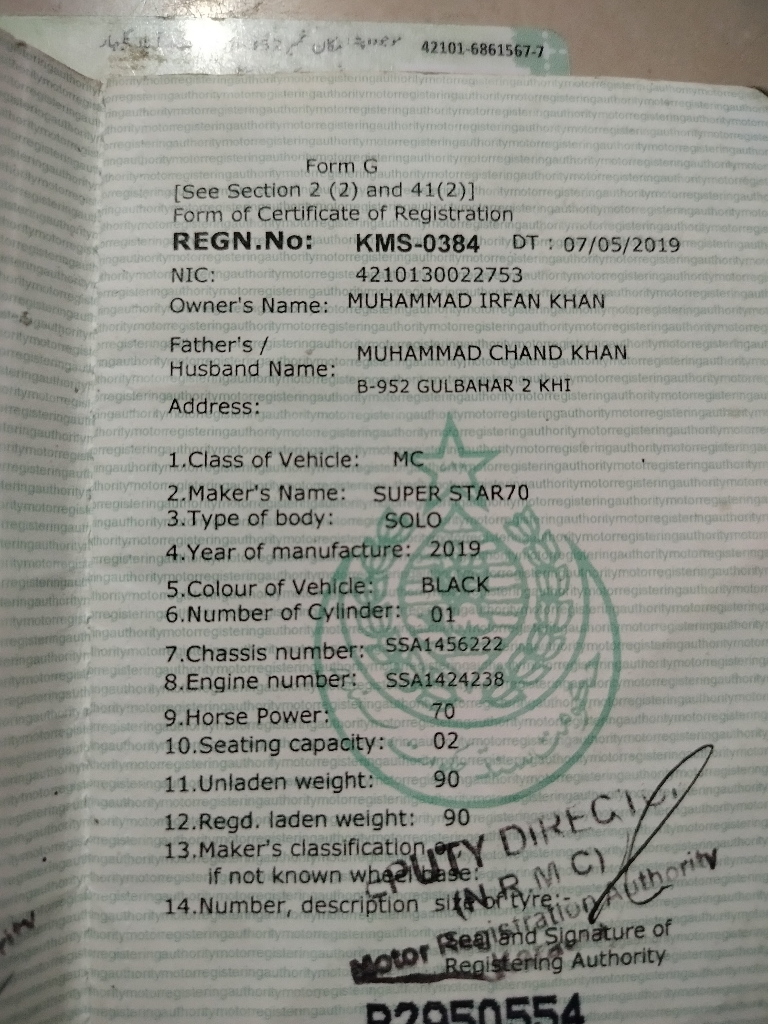 42101-6861567-7
Form G
[See Section 2 (2) and 41(2)]
Form of Certificate of Registration
REGN.No: KMS-0384 DT : 07/05/2019
NIC: 4210130022753
Owner's Name: MUHAMMAD IRFAN KHAN
Father's /
Husband Name: MUHAMMAD CHAND KHAN
B-952 GULBAHAR 2 KHI
Address:
1.Class of Vehicle: MC
2.Maker's Name: SUPER STAR70
3.Type of body: SOLO
4.Year of manufacture: 2019
5.Colour of Vehicle: BLACK
6.Number of Cylinder: 01
7.Chassis number: SSA1456222
8.Engine number: SSA1424238
9.Horse Power: 70
10.Seating capacity: 02
11.Unladen weight: 90
12.Regd. laden weight: 90
13.Maker's classification or
if not known wheel base:
14.Number, description size of tyre:-
(N.R.M.C)
Motor Registration Authority
Seal and Signature of
Registering Authority